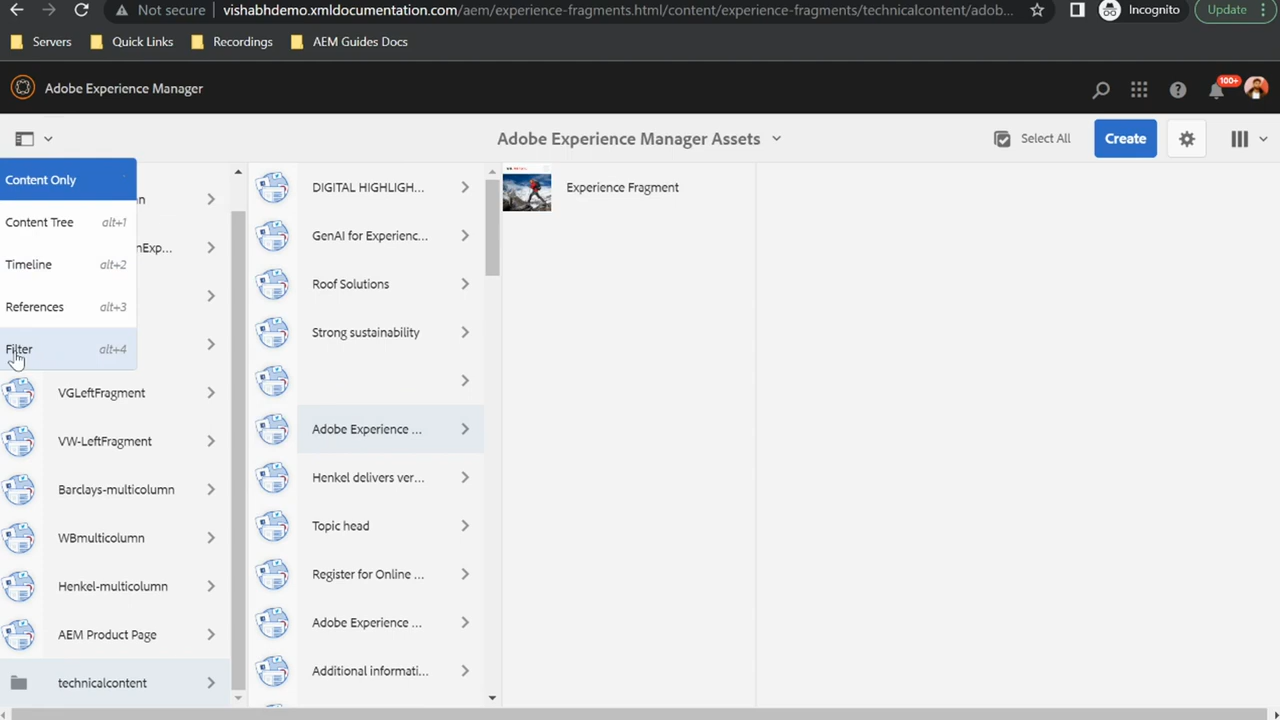 Not secure
vishabhdemo.xmldocumentation.com/aem/experience-fragments.html/content/experience-fragments/technicalcontent/adob...
Incognito
Update
Servers
Quick Links
Recordings
AEM Guides Docs
Adobe Experience Manager
100+
Adobe Experience Manager Assets
Select All
Create
Content Only
Content Tree alt+1
Timeline alt+2
References alt+3
Filter alt+4
n
nExp...
VGLeftFragment
VW-LeftFragment
Barclays-multicolumn
WBmulticolumn
Henkel-multicolumn
AEM Product Page
technicalcontent
DIGITAL HIGHLIGH...
GenAI for Experienc...
Roof Solutions
Strong sustainability
Adobe Experience ...
Henkel delivers ver...
Topic head
Register for Online ...
Adobe Experience ...
Additional informati...
Experience Fragment